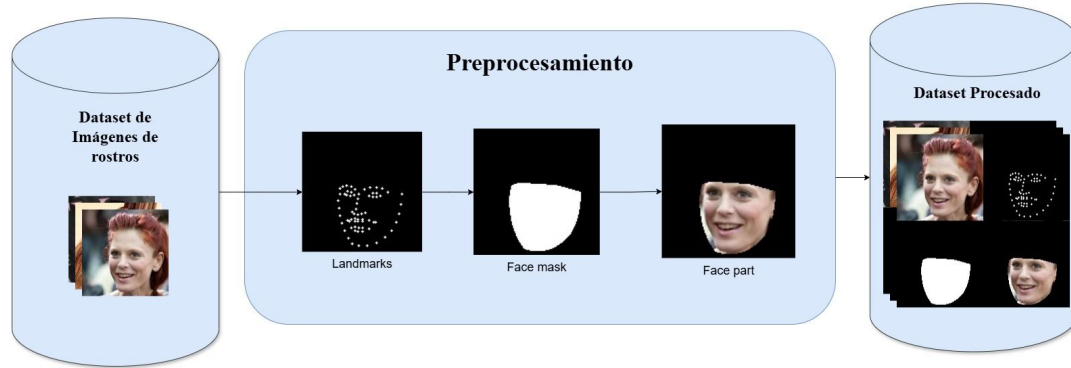 Dataset de
Imágenes de
rostros
Preprocesamiento
Landmarks
Face mask
Face part
Dataset Procesado